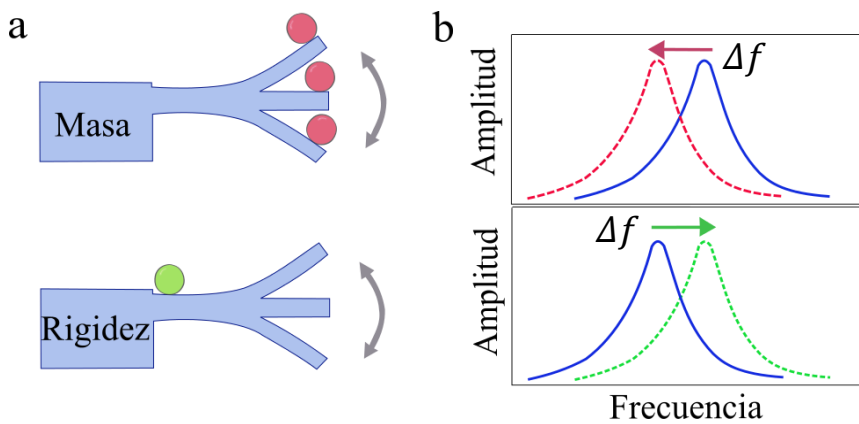 a
Masa
Rigidez
b
Amplitud
Δf
Amplitud
Δf
Frecuencia